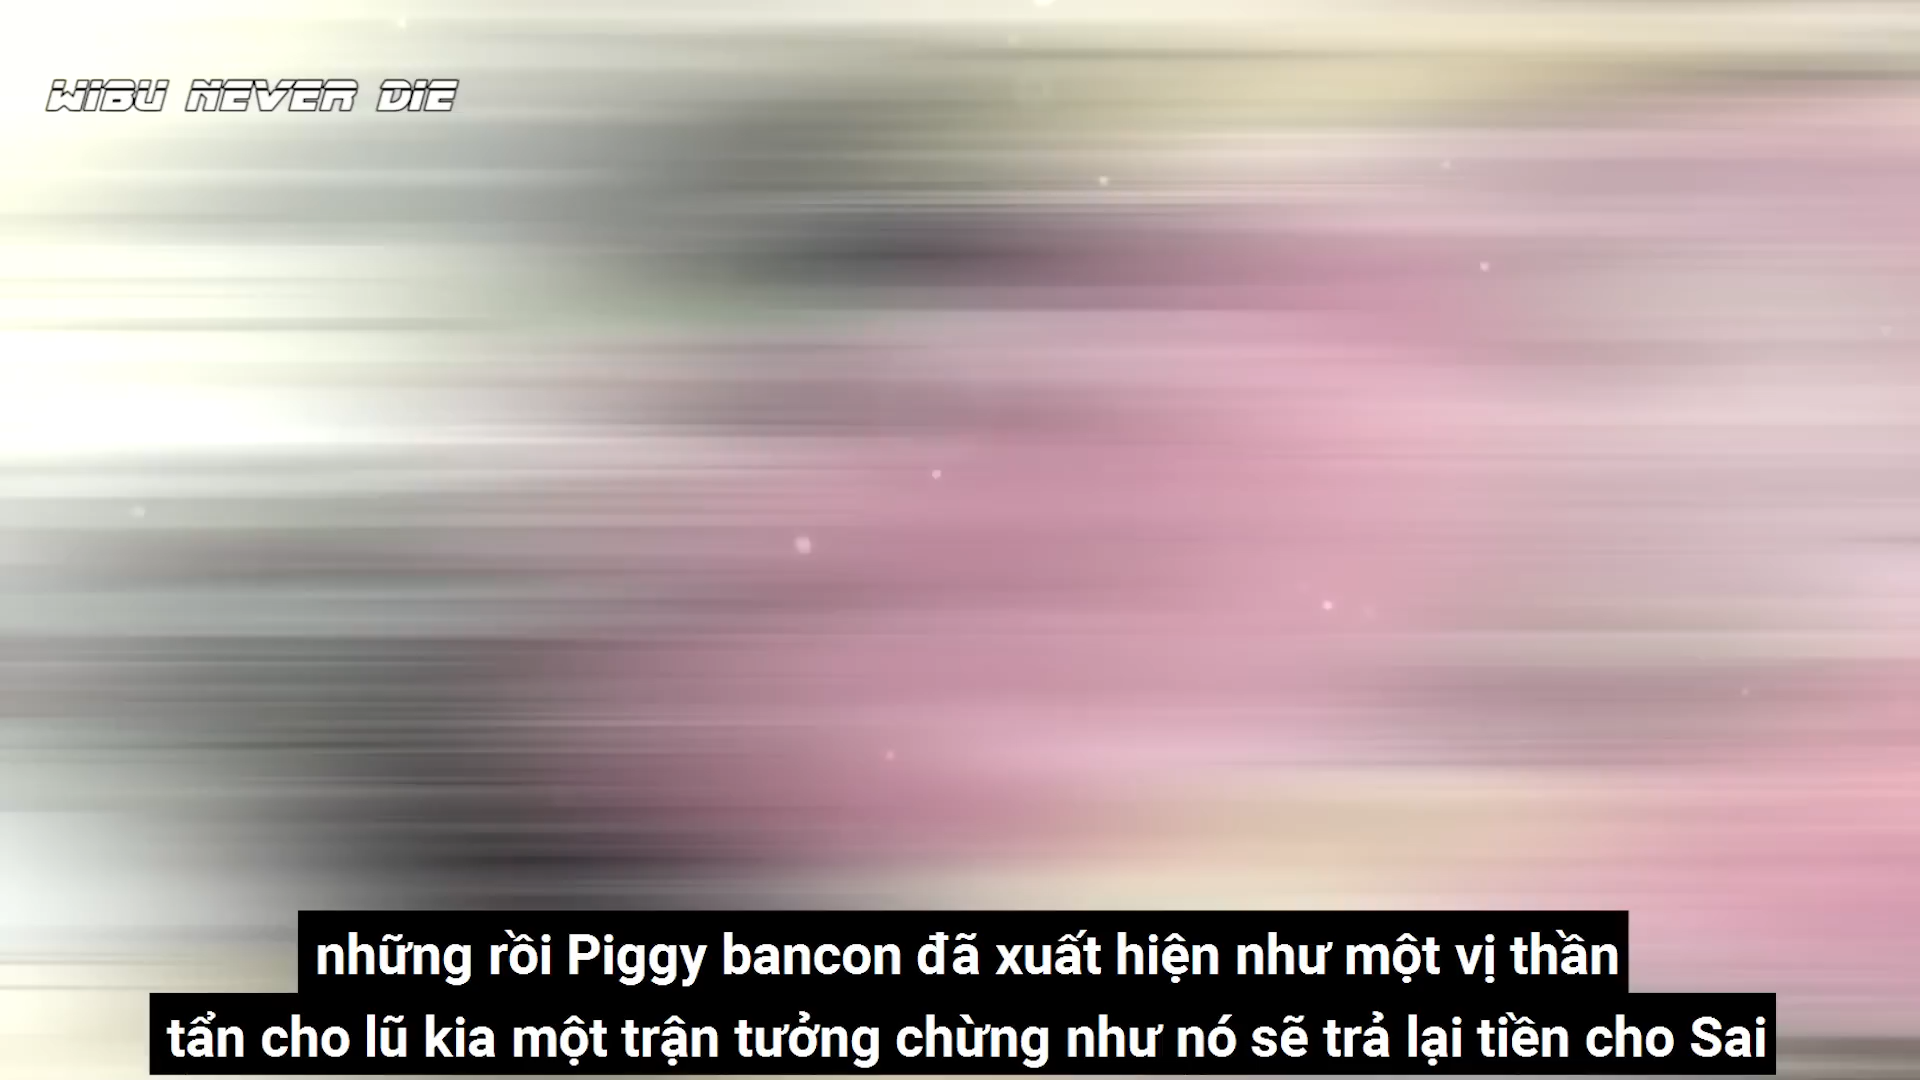 WIBU NEVER DIE
những rồi Piggy bancon đã xuất hiện như một vị thần
tẩn cho lũ kia một trận tưởng chừng như nó sẽ trả lại tiền cho Sai